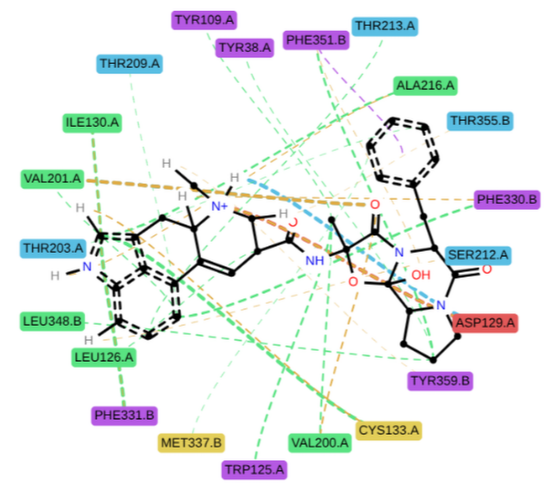 TYR109.A
THR213.A
PHE351.B
TYR38.A
THR209.A
ALA216.A
ILE130.A
THR355.B
H
H
VAL201.A
H
PHE330.B
H
N+
H
O
O
THR203.A
N
H
NH
N
SER212.A
O
OH
O
N
LEU348.B
ASP129.A
H
LEU126.A
TYR359.B
PHE331.B
CYS133.A
MET337.B
VAL200.A
TRP125.A